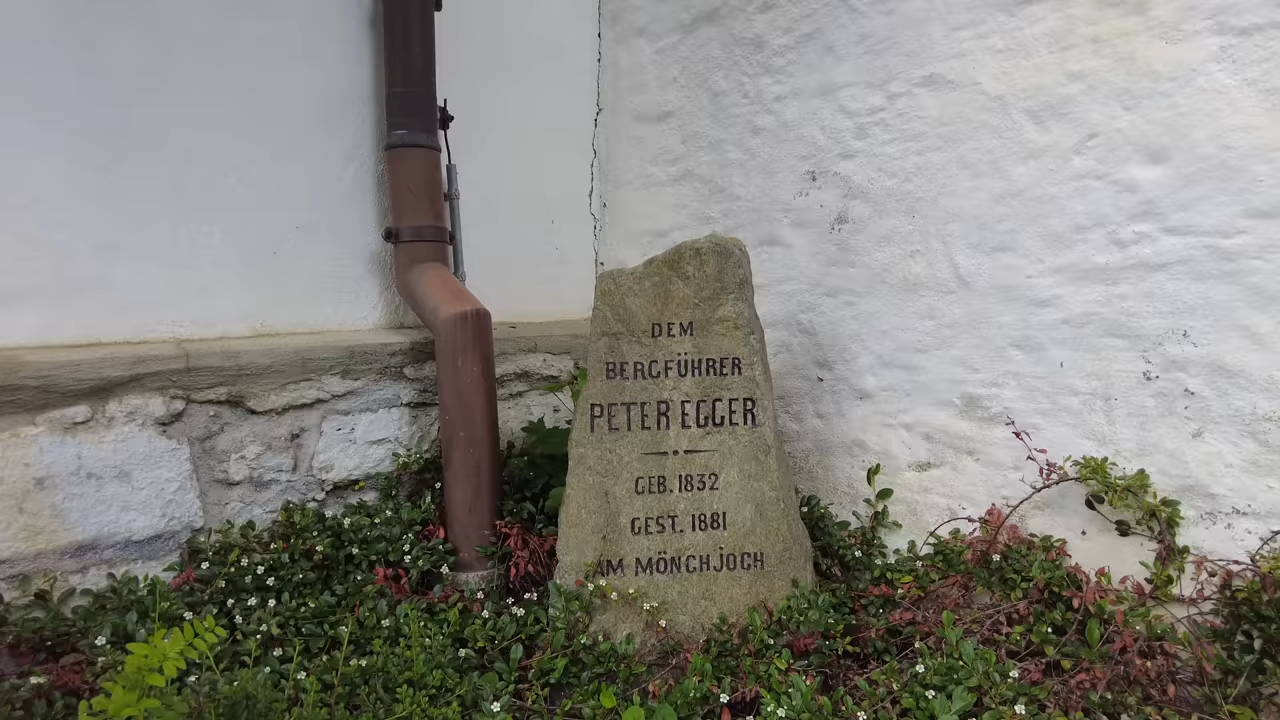 DEM
BERGFÜHRER
PETER EGGER
GEB. 1832
GEST. 1881
AM MÖNCHJOCH